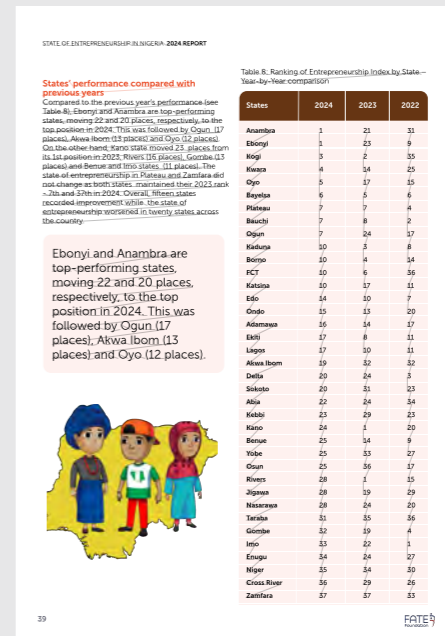 STATE OF ENTREPRENEURSHIP IN NIGERIA: 2024 REPORT
States' performance compared with
previous years
Compared to the previous year's performance (see
Table 8), Ebonyi and Anambra are top-performing
states, moving 22 and 20 places, respectively, to the
top position in 2024. This was followed by Ogun (17
places), Akwa Ibom (13 places) and Oyo (12 places).
On the other hand, Kano state moved 23 places from
its 1st position in 2023, Rivers (16 places), Gombe (13
places) and Benue and Imo states (11 places). The
state of entrepreneurship in Plateau and Zamfara did
not change as both states maintained their 2023 rank
– 7th and 37th in 2024. Overall, fifteen states
recorded improvement while the state of
entrepreneurship worsened in twenty states across
the country
Ebonyi and Anambra are
top-performing states,
moving 22 and 20 places,
respectively, to the top
position in 2024. This was
followed by Ogun (17
places), Akwa Ibom (13
places) and Oyo (12 places).
Table 8: Ranking of Entrepreneurship Index by State –
Year-by-Year comparison
States 2024 2023 2022
Anambra 1 21 31
Ebonyi 1 23 9
Kogi 3 2 35
Kwara 4 14 25
Oyo 5 17 15
Bayelsa 6 5 6
Plateau 7 7 4
Bauchi 7 8 2
Ogun 7 24 17
Kaduna 10 3 8
Borno 10 4 14
FCT 10 6 36
Katsina 10 17 11
Edo 14 10 7
Ondo 15 13 20
Adamawa 16 14 17
Ekiti 17 8 11
Lagos 17 10 11
Akwa Ibom 19 32 32
Delta 20 24 3
Sokoto 20 31 23
Abia 22 24 34
Kebbi 23 29 23
Kano 24 1 20
Benue 25 14 9
Yobe 25 33 27
Osun 25 36 17
Rivers 28 1 15
Jigawa 28 19 29
Nasarawa 28 24 20
Taraba 31 35 36
Gombe 32 19 4
Imo 33 22 1
Enugu 34 24 27
Niger 35 34 30
Cross River 36 29 26
Zamfara 37 37 33
39
FATE
Foundation